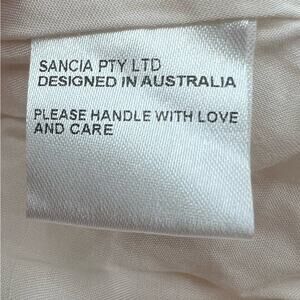 SANCIA PTY LTD
DESIGNED IN AUSTRALIA
PLEASE HANDLE WITH LOVE
AND CARE